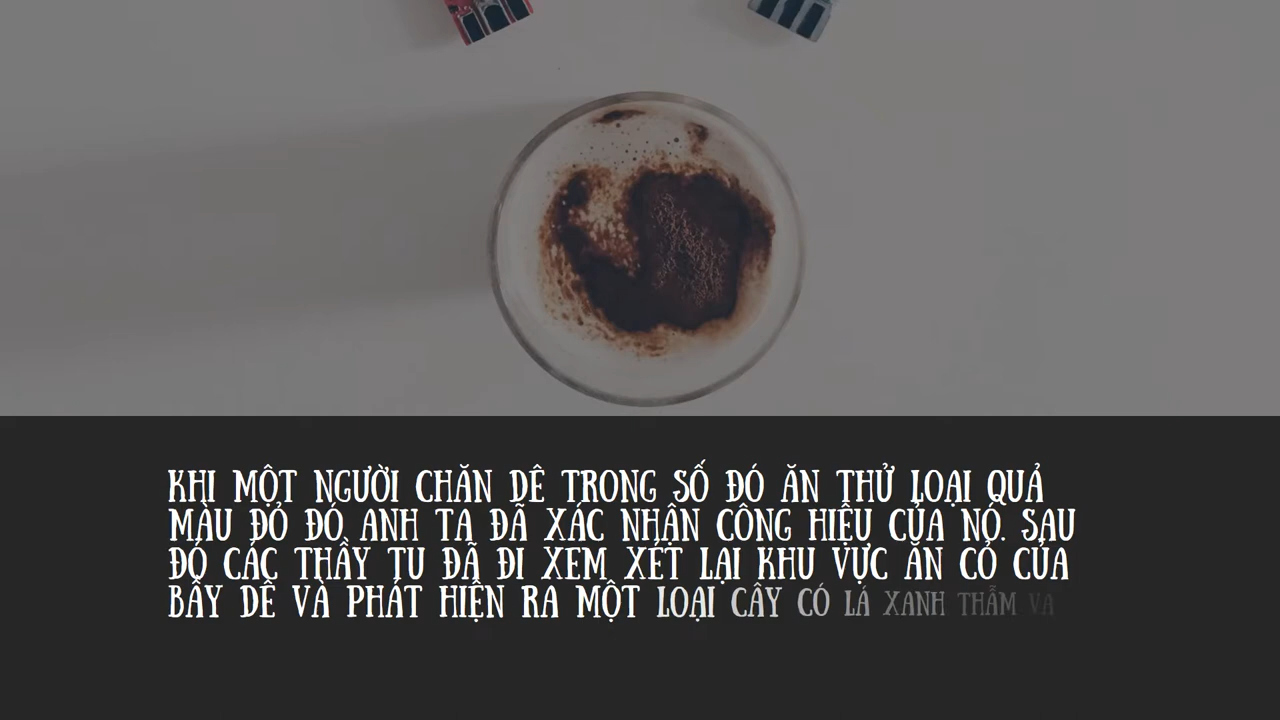 KHI MỘT NGƯỜI CHĂN DÊ TRONG SỐ ĐÓ ĂN THỬ LOẠI QUẢ
MÀU ĐỎ ĐÓ ANH TA ĐÃ XÁC NHẬN CÔNG HIỆU CỦA NÓ. SAU
ĐÓ CÁC THẦY TU ĐÃ ĐI XEM XÉT LẠI KHU VỰC ĂN CỎ CỦA
BẦY DÊ VÀ PHÁT HIỆN RA MỘT LOẠI CÂY CÓ LÁ XANH THẪM VÀ